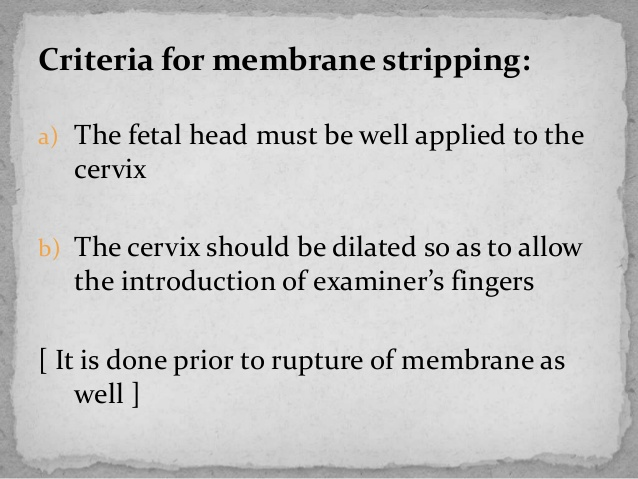 Criteria for membrane stripping:
a) The fetal head must be well applied to the
cervix
b) The cervix should be dilated so as to allow
the introduction of examiner’s fingers
[ It is done prior to rupture of membrane as
well ]